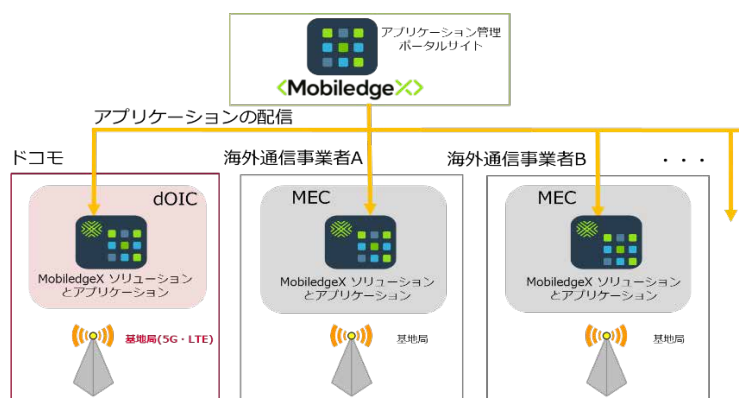 アプリケーション管理
ポータルサイト
<MobiledgeX>
アプリケーションの配信
ドコモ
海外通信事業者A
海外通信事業者B
・・・
dOIC
MEC
MEC
MobiledgeX ソリューション
とアプリケーション
MobiledgeX ソリューション
とアプリケーション
MobiledgeX ソリューション
とアプリケーション
基地局(5G・LTE)
基地局
基地局